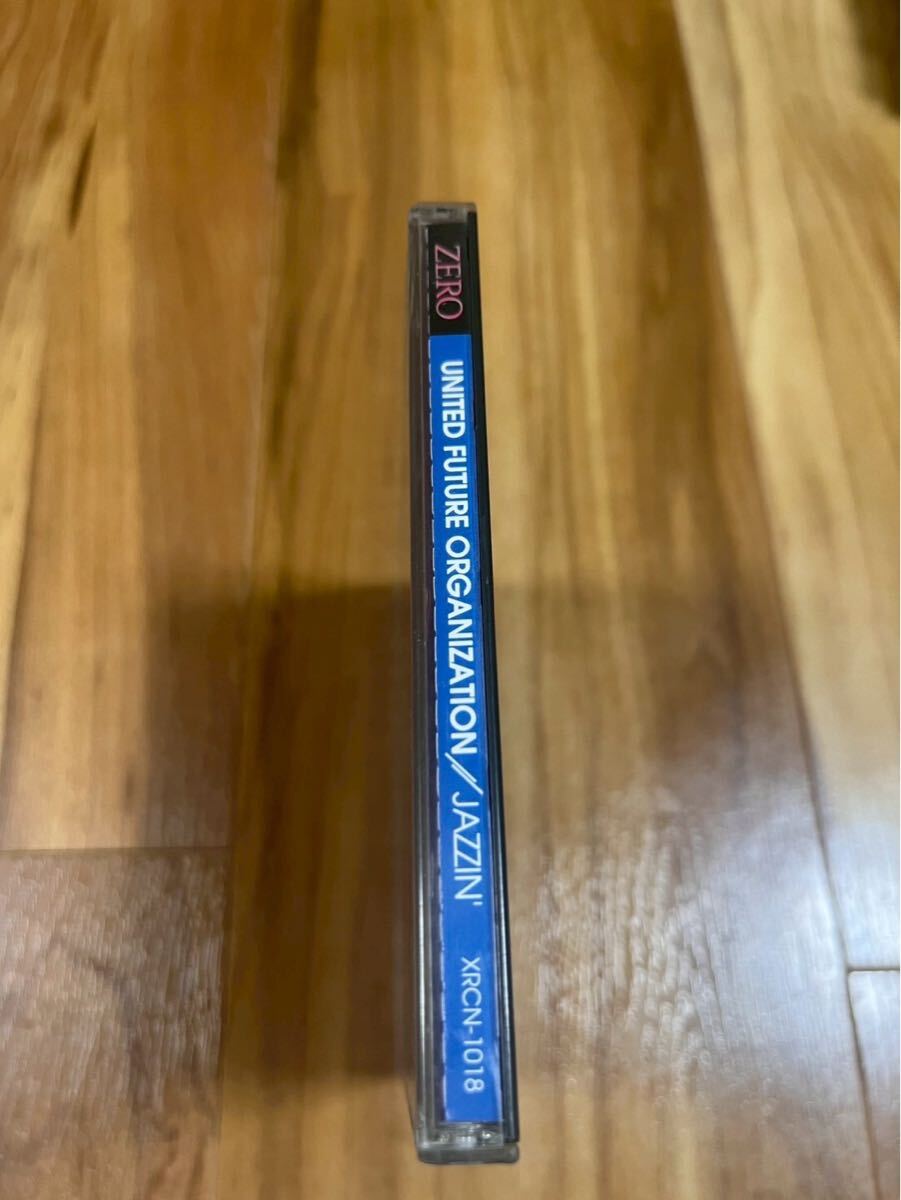 ZERO
UNITED FUTURE ORGANIZATION//JAZZIN'
XRCN-1018